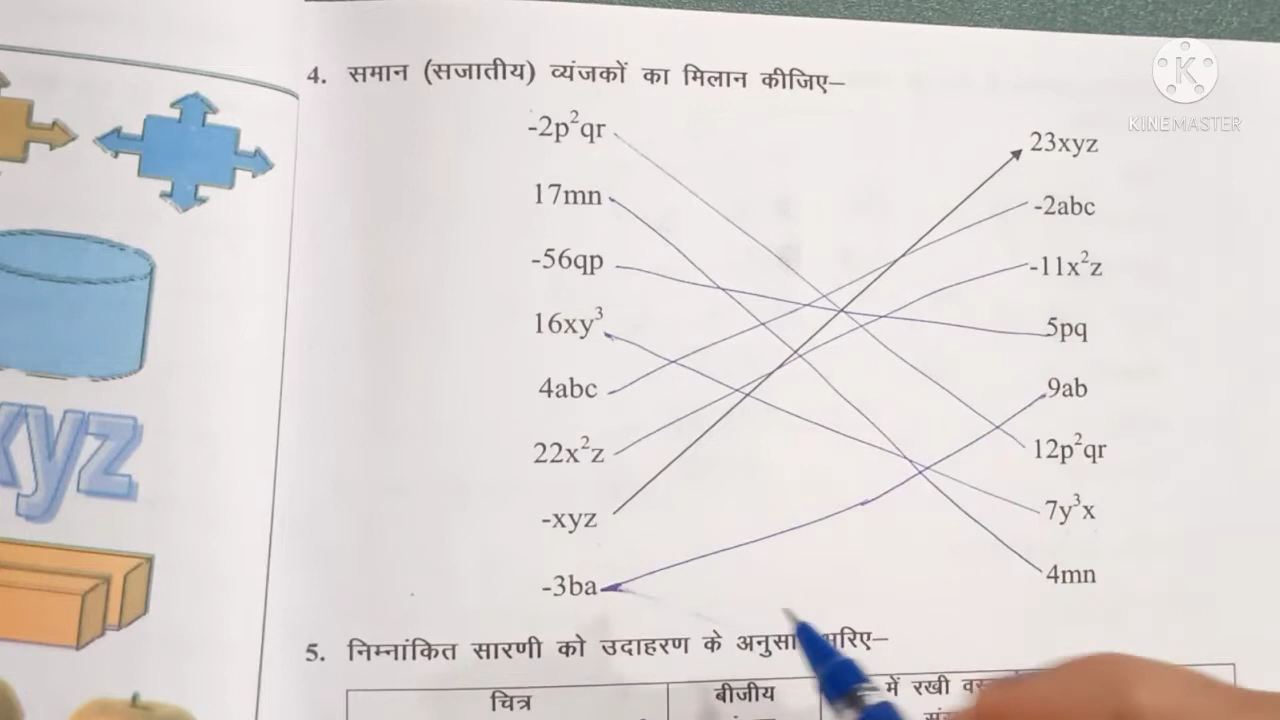 4. समान (सजातीय) व्यंजकों का मिलान कीजिए–
-2p²qr
17mn
-56qp
16xy³
4abc
22x²z
-xyz
-3ba
23xyz
-2abc
-11x²z
5pq
9ab
12p²qr
7y³x
4mn
5. निम्नांकित सारणी को उदाहरण के
चित्र
बीजीय
में रखी
xyz
K
KINEMASTER